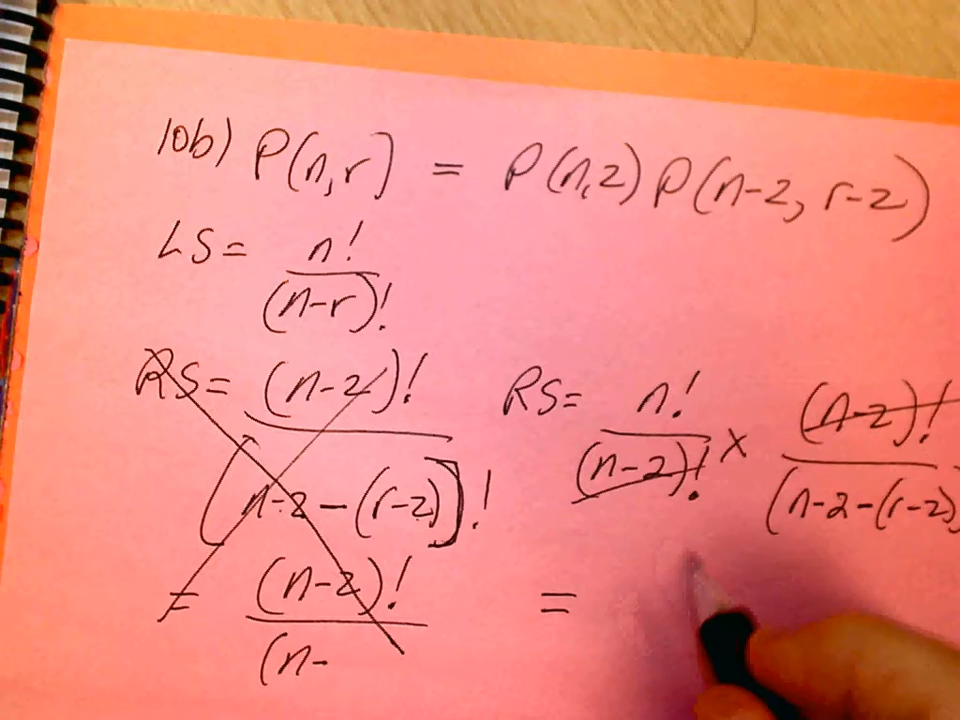 10b) P(n,r) = P(n,2) P(n-2, r-2)
LS = n!
(n-r)!
RS = (n-2)!
[n-2-(r-2)]!
= (n-2)!
(n-
RS = n! × (n-2)!
(n-2)! (n-2-(r-2)
=